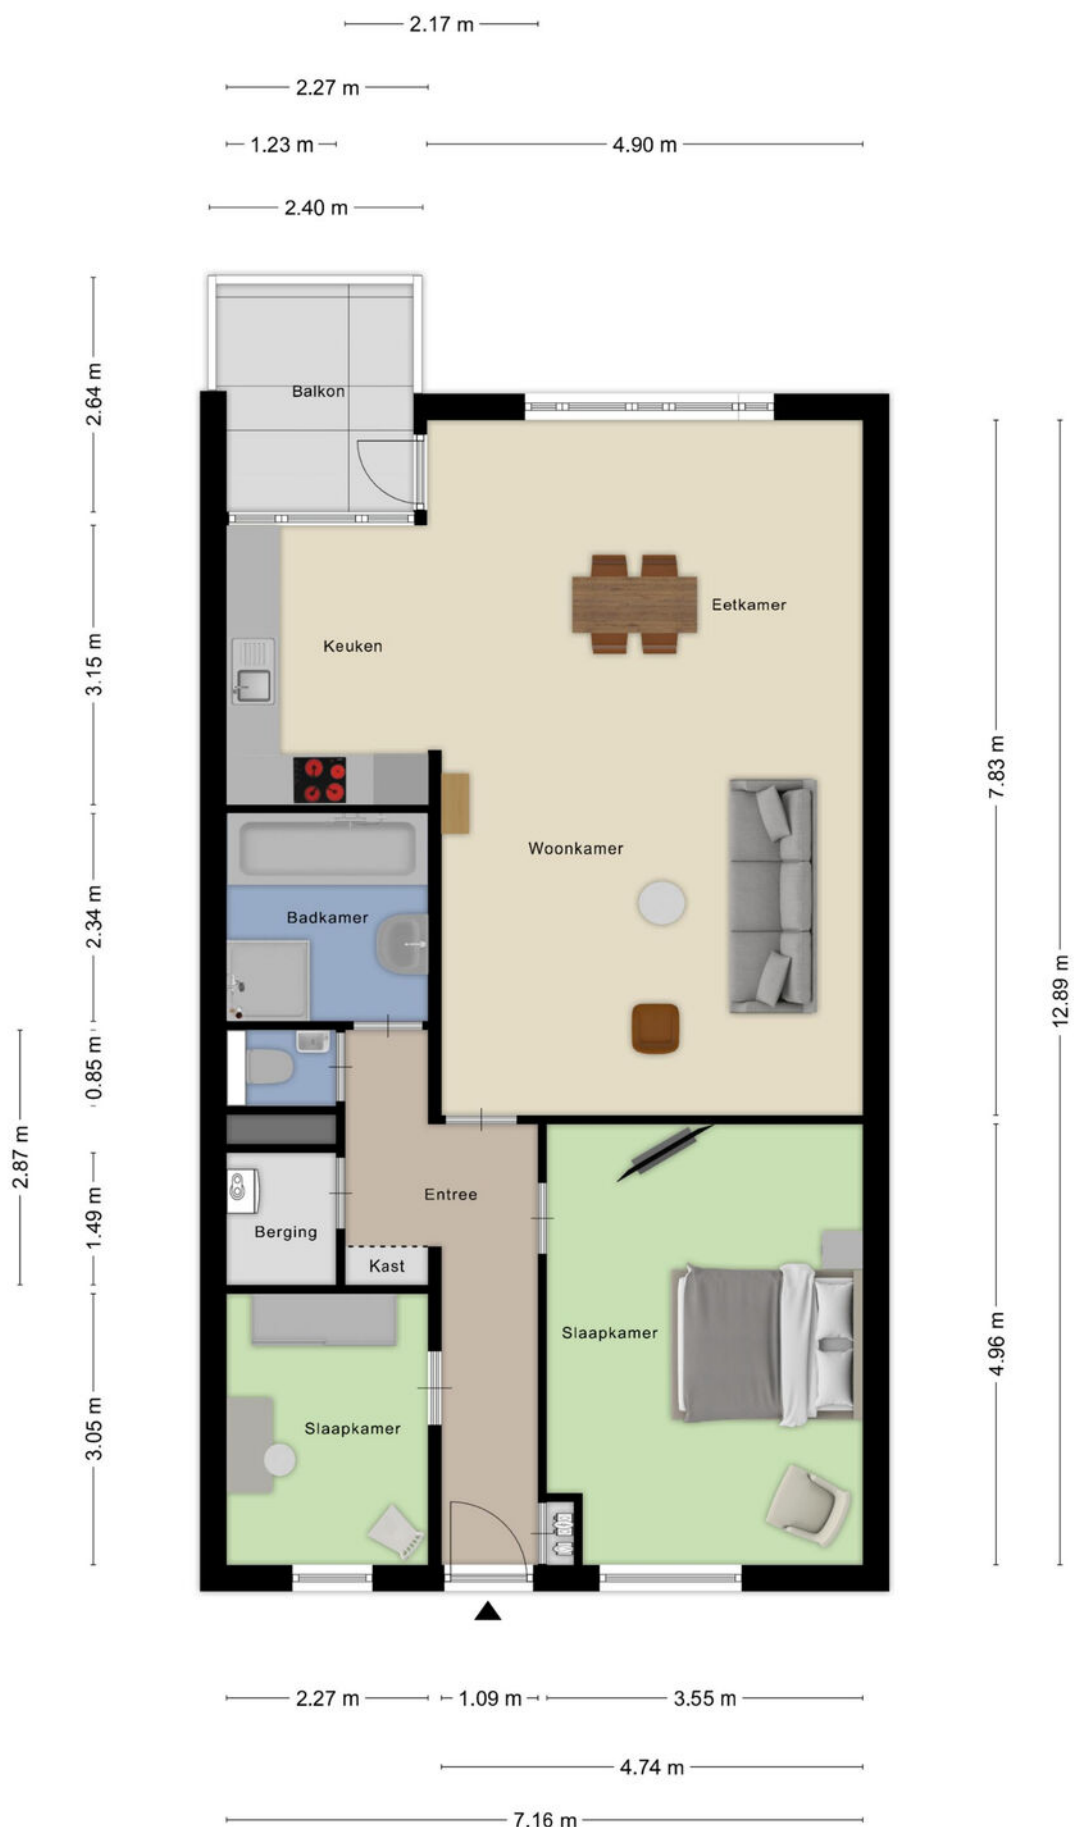 2.17 m
2.27 m
1.23 m
4.90 m
2.40 m
2.64 m
Balkon
3.15 m
Keuken
Eetkamer
7.83 m
Woonkamer
2.34 m
Badkamer
12.89 m
0.85 m
2.87 m
1.49 m
Entree
Berging
Kast
Slaapkamer
4.96 m
3.05 m
Slaapkamer
2.27 m
1.09 m
3.55 m
4.74 m
7.16 m